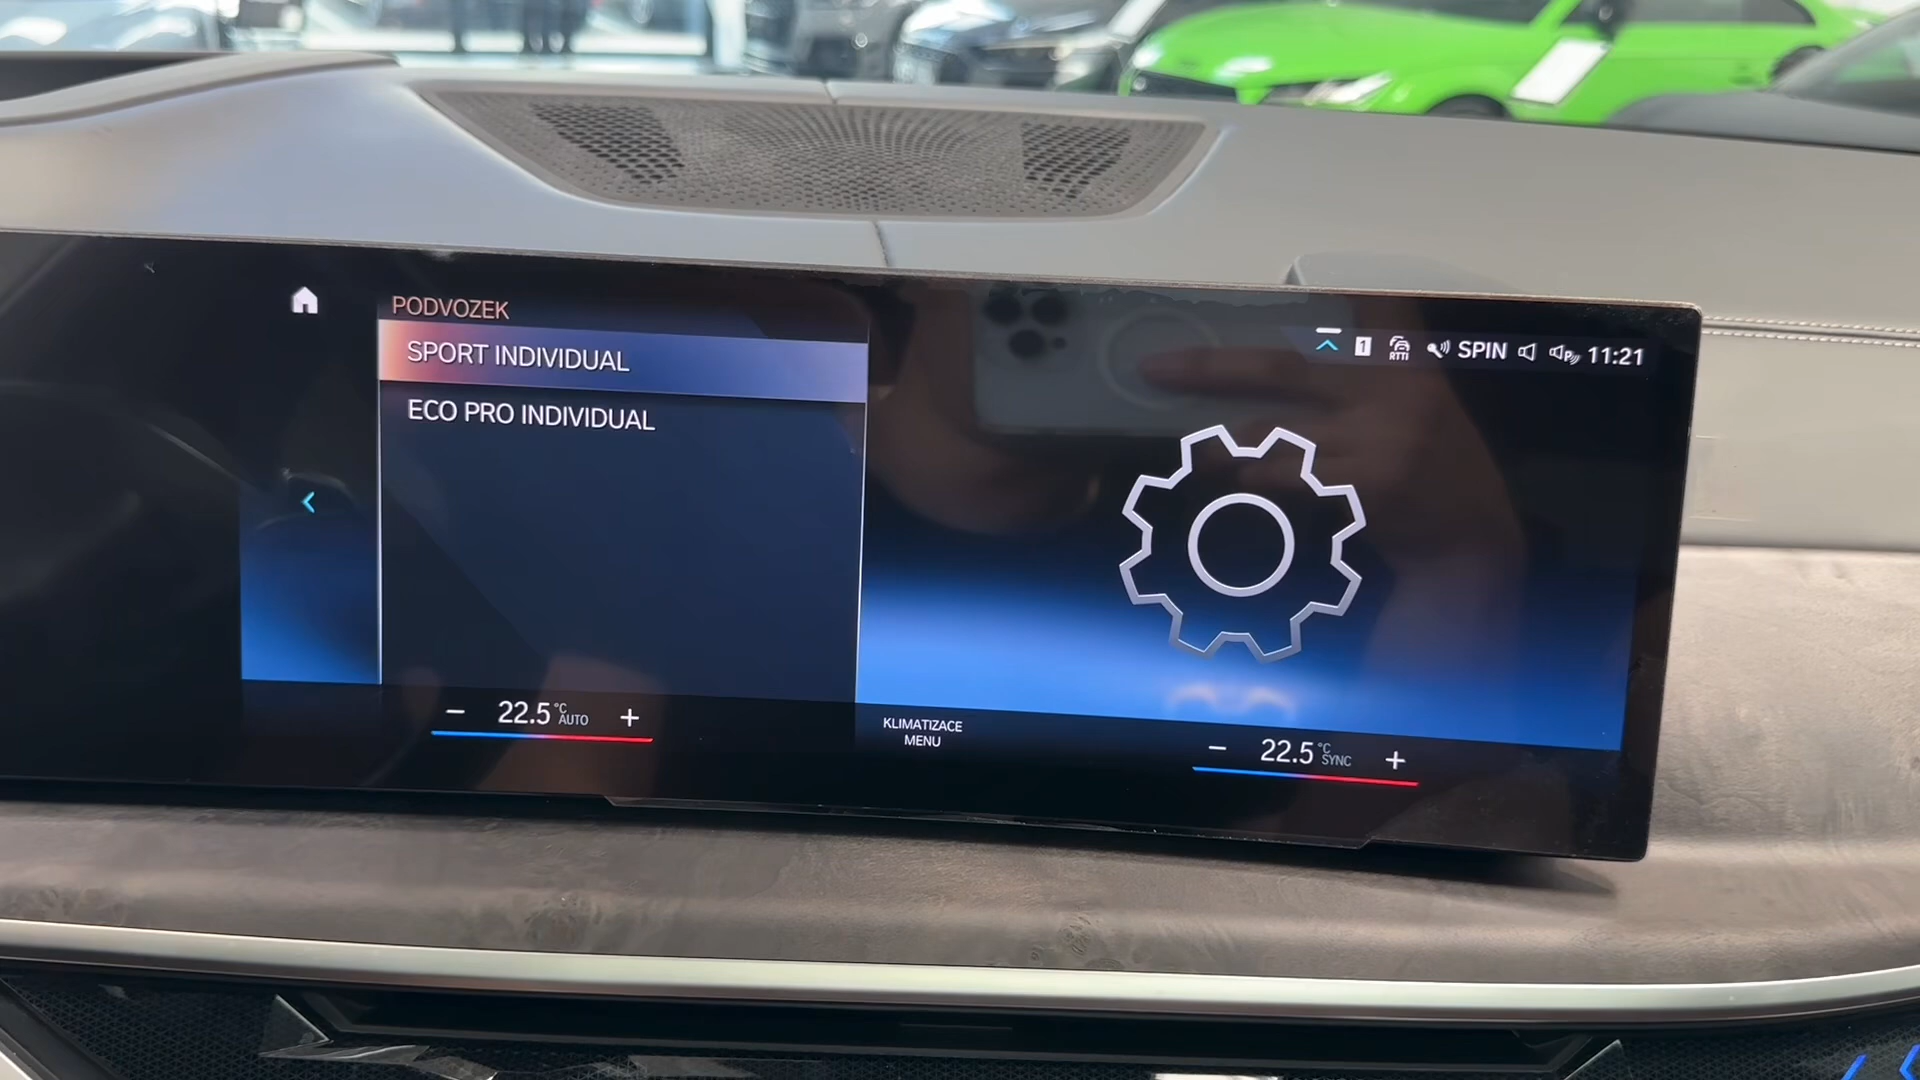 PODVOZEK
SPORT INDIVIDUAL
ECO PRO INDIVIDUAL
1 RTTI SPIN P 11:21
− 22.5 °C AUTO +
KLIMATIZACE
MENU
− 22.5 °C SYNC +